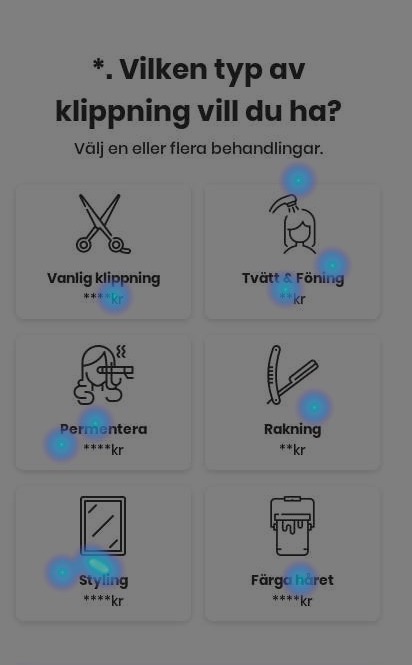 *. Vilken typ av
klippning vill du ha?
Välj en eller flera behandlingar.
Vanlig klippning
****kr
Tvätt & Föning
**kr
Permentera
****kr
Rakning
**kr
Styling
****kr
Färga håret
****kr